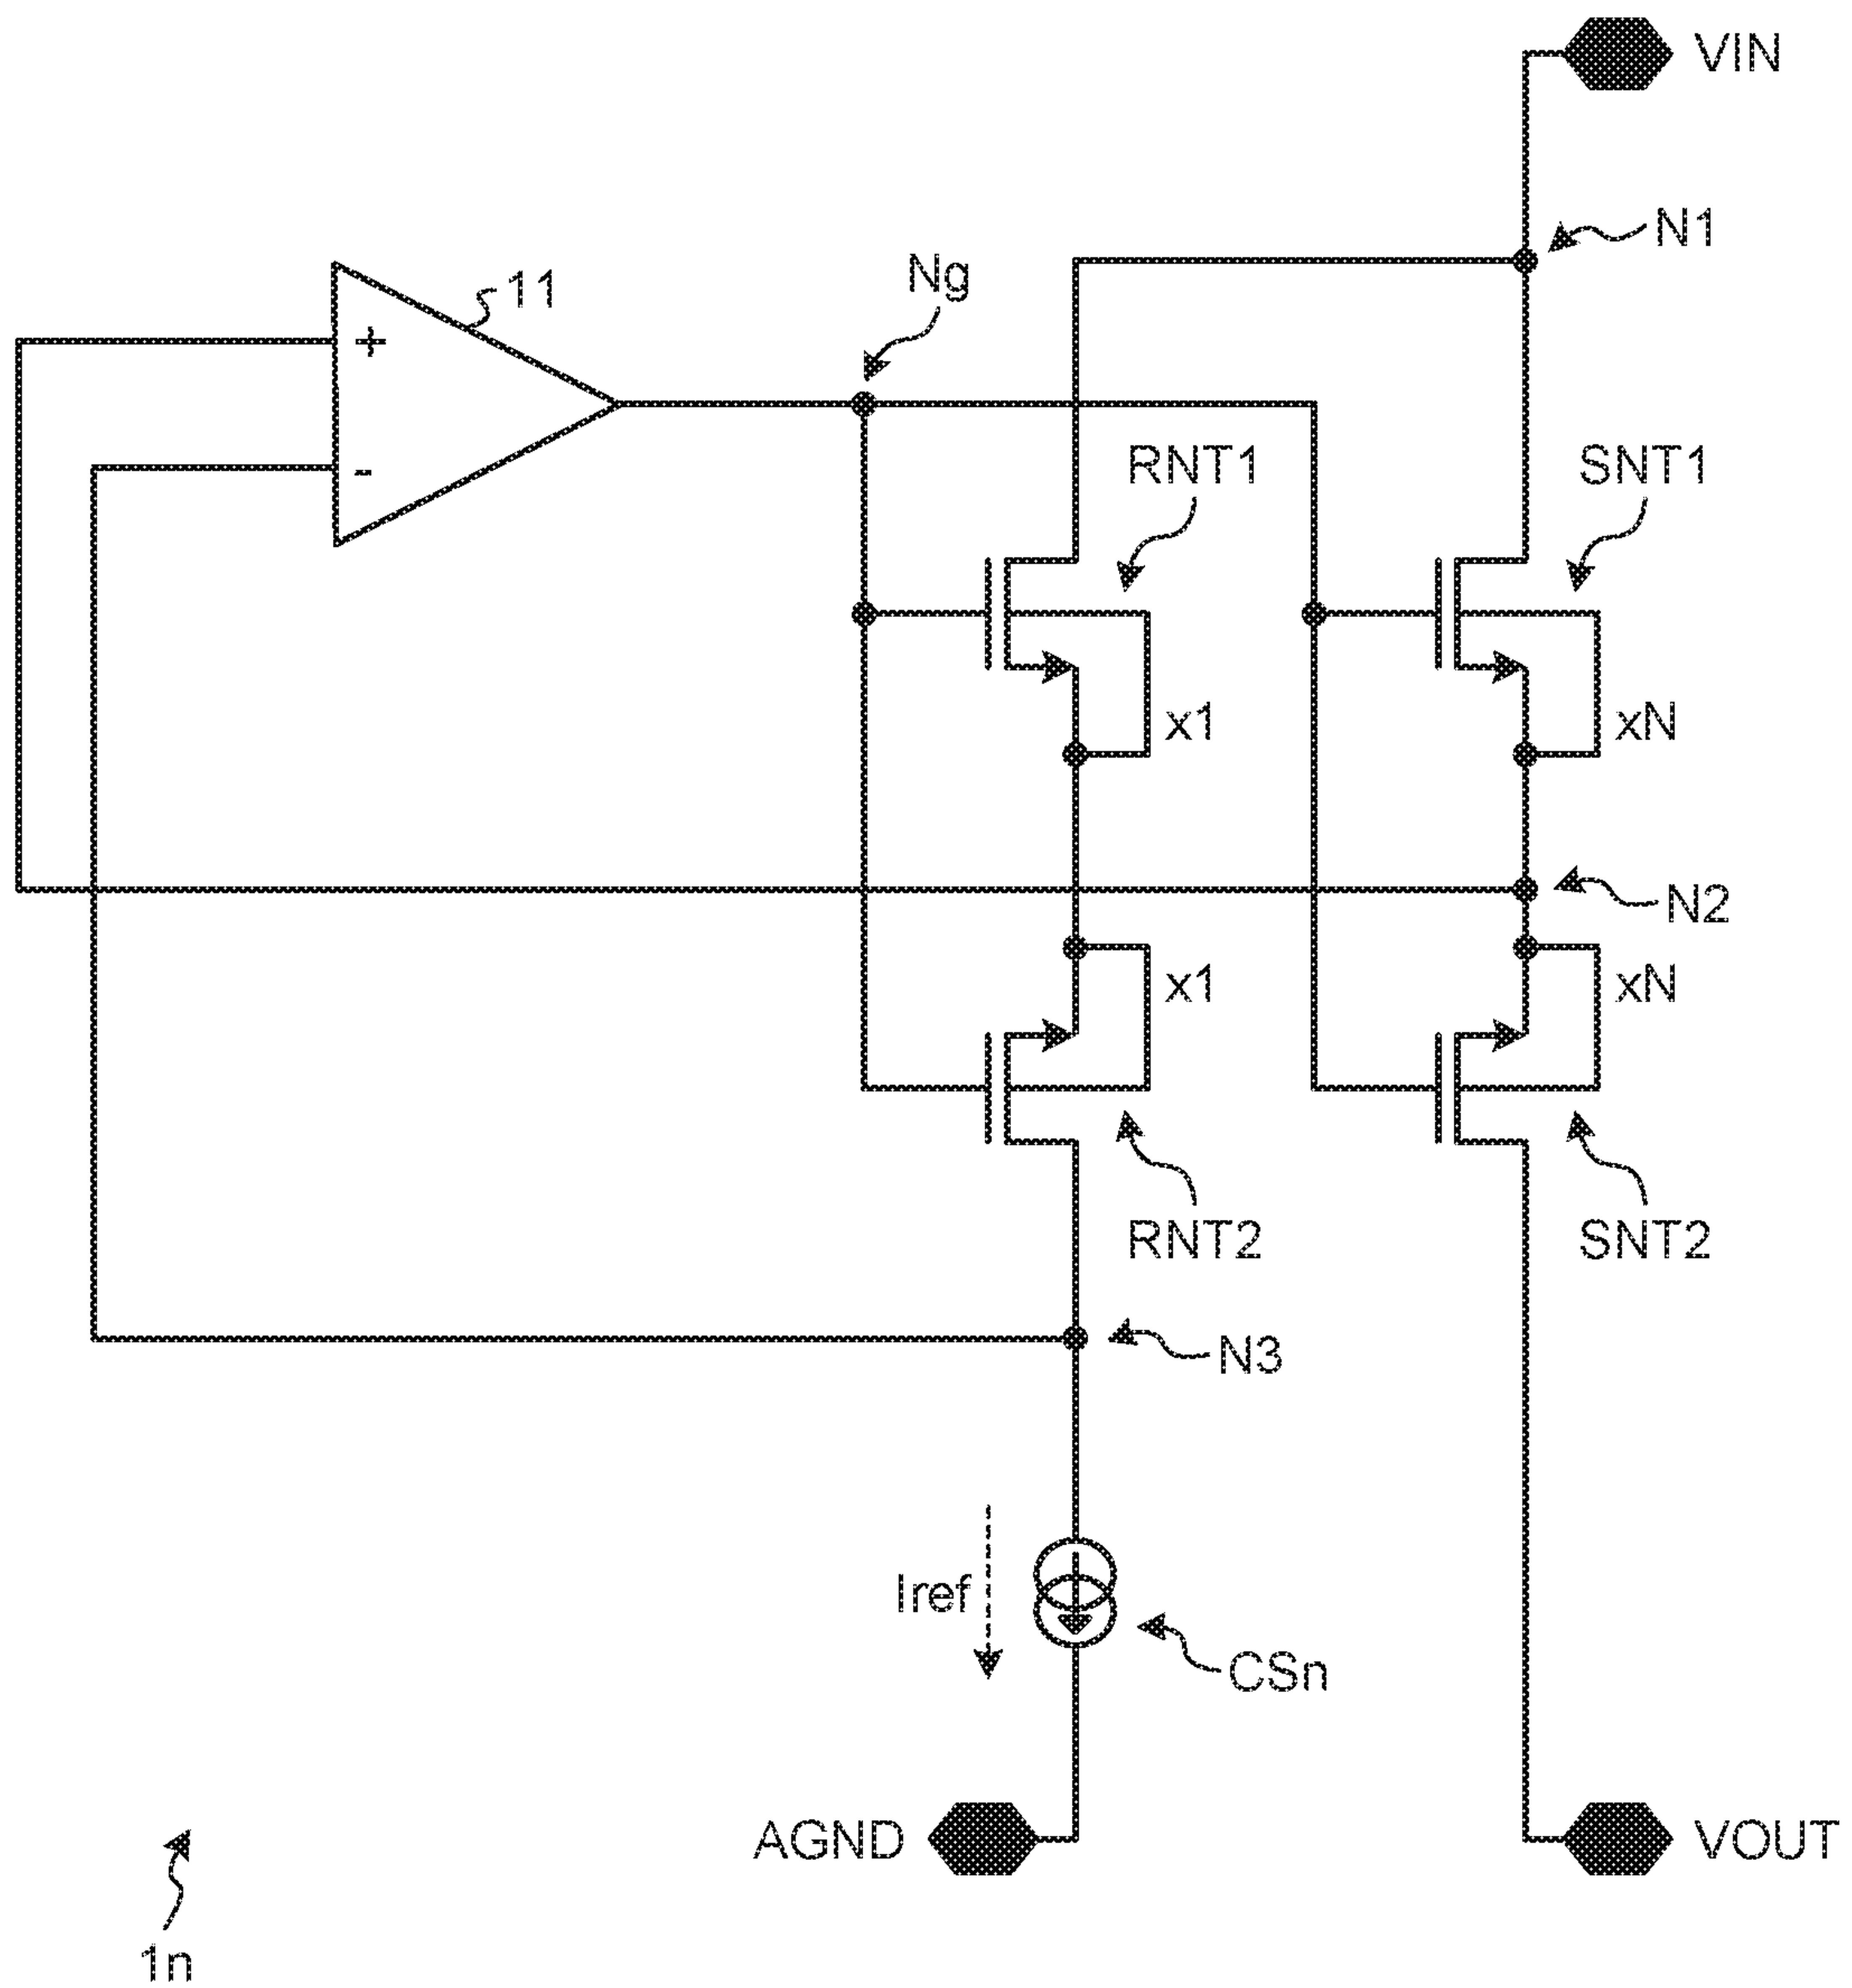 VIN
N1
Ng
11
+
-
RNT1
SNT1
x1
xN
N2
x1
xN
RNT2
SNT2
N3
Iref
CSn
AGND
VOUT
1n